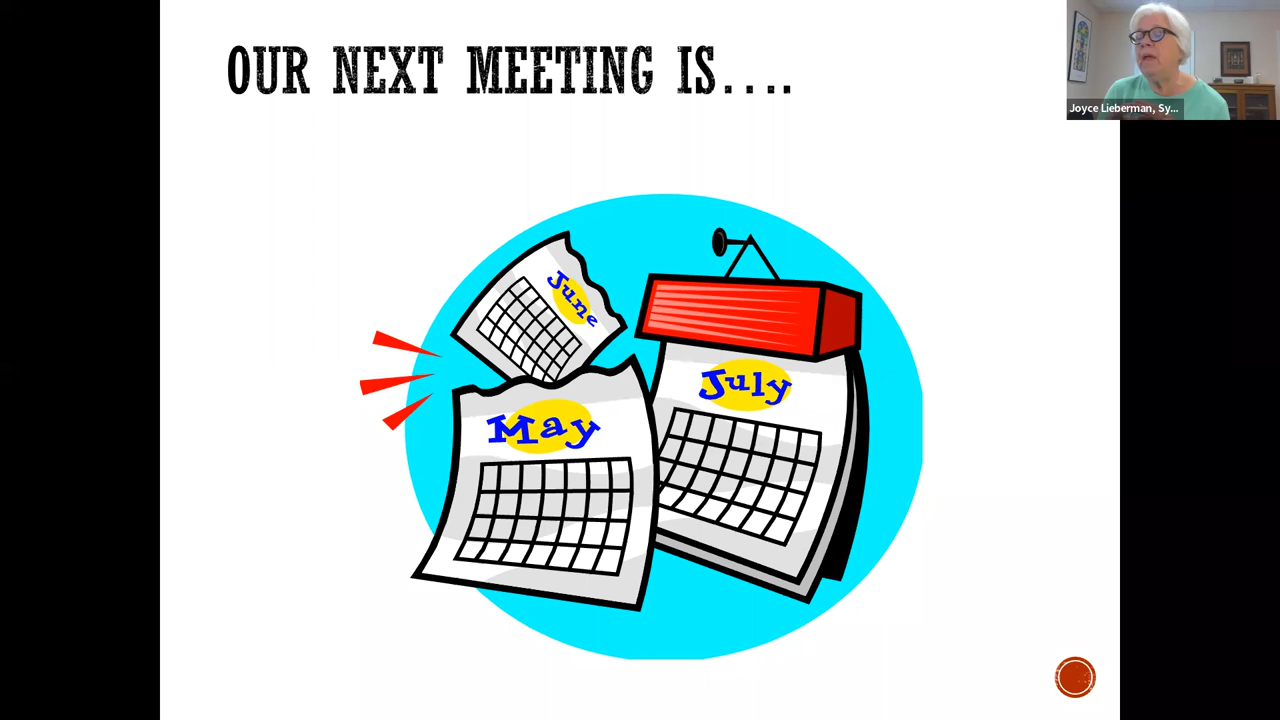 OUR NEXT MEETING IS....
Joyce Lieberman, Sy...
June
July
May